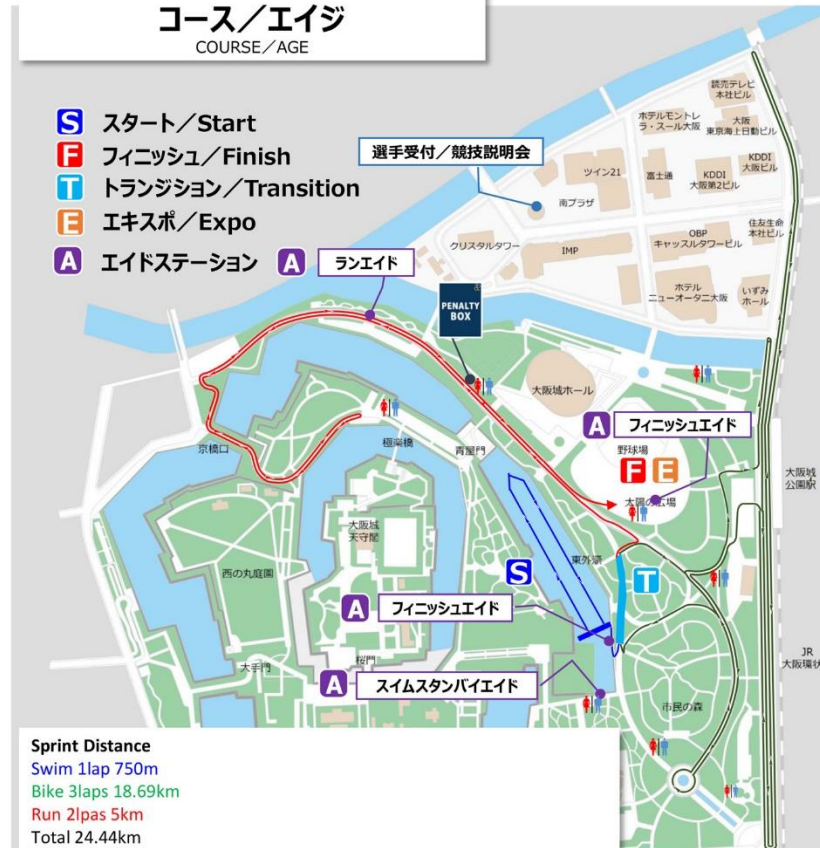 コース／エイジ
COURSE／AGE
S スタート／Start
F フィニッシュ／Finish
T トランジション／Transition
E エキスポ／Expo
A エイドステーション
A ランエイド
選手受付／競技説明会
読売テレビ
本社ビル
ホテルモントレ
ラ・スール大阪
大阪
東京海上日動ビル
ツイン21
富士通
KDDI
大阪第2ビル
KDDI
大阪ビル
南プラザ
クリスタルタワー
IMP
OBP
キャッスルタワービル
住友生命
本社ビル
ホテル
ニューオータニ大阪
いずみ
ホール
PENALTY
BOX
大阪城ホール
A フィニッシュエイド
野球場
F E
太陽の広場
大阪城
公園駅
京橋口
極楽橋
青屋門
大阪城
天守閣
西の丸庭園
東外濠
S
T
A フィニッシュエイド
大手門
桜門
A スイムスタンバイエイド
市民の森
JR
大阪環状
Sprint Distance
Swim 1lap 750m
Bike 3laps 18.69km
Run 2lpas 5km
Total 24.44km